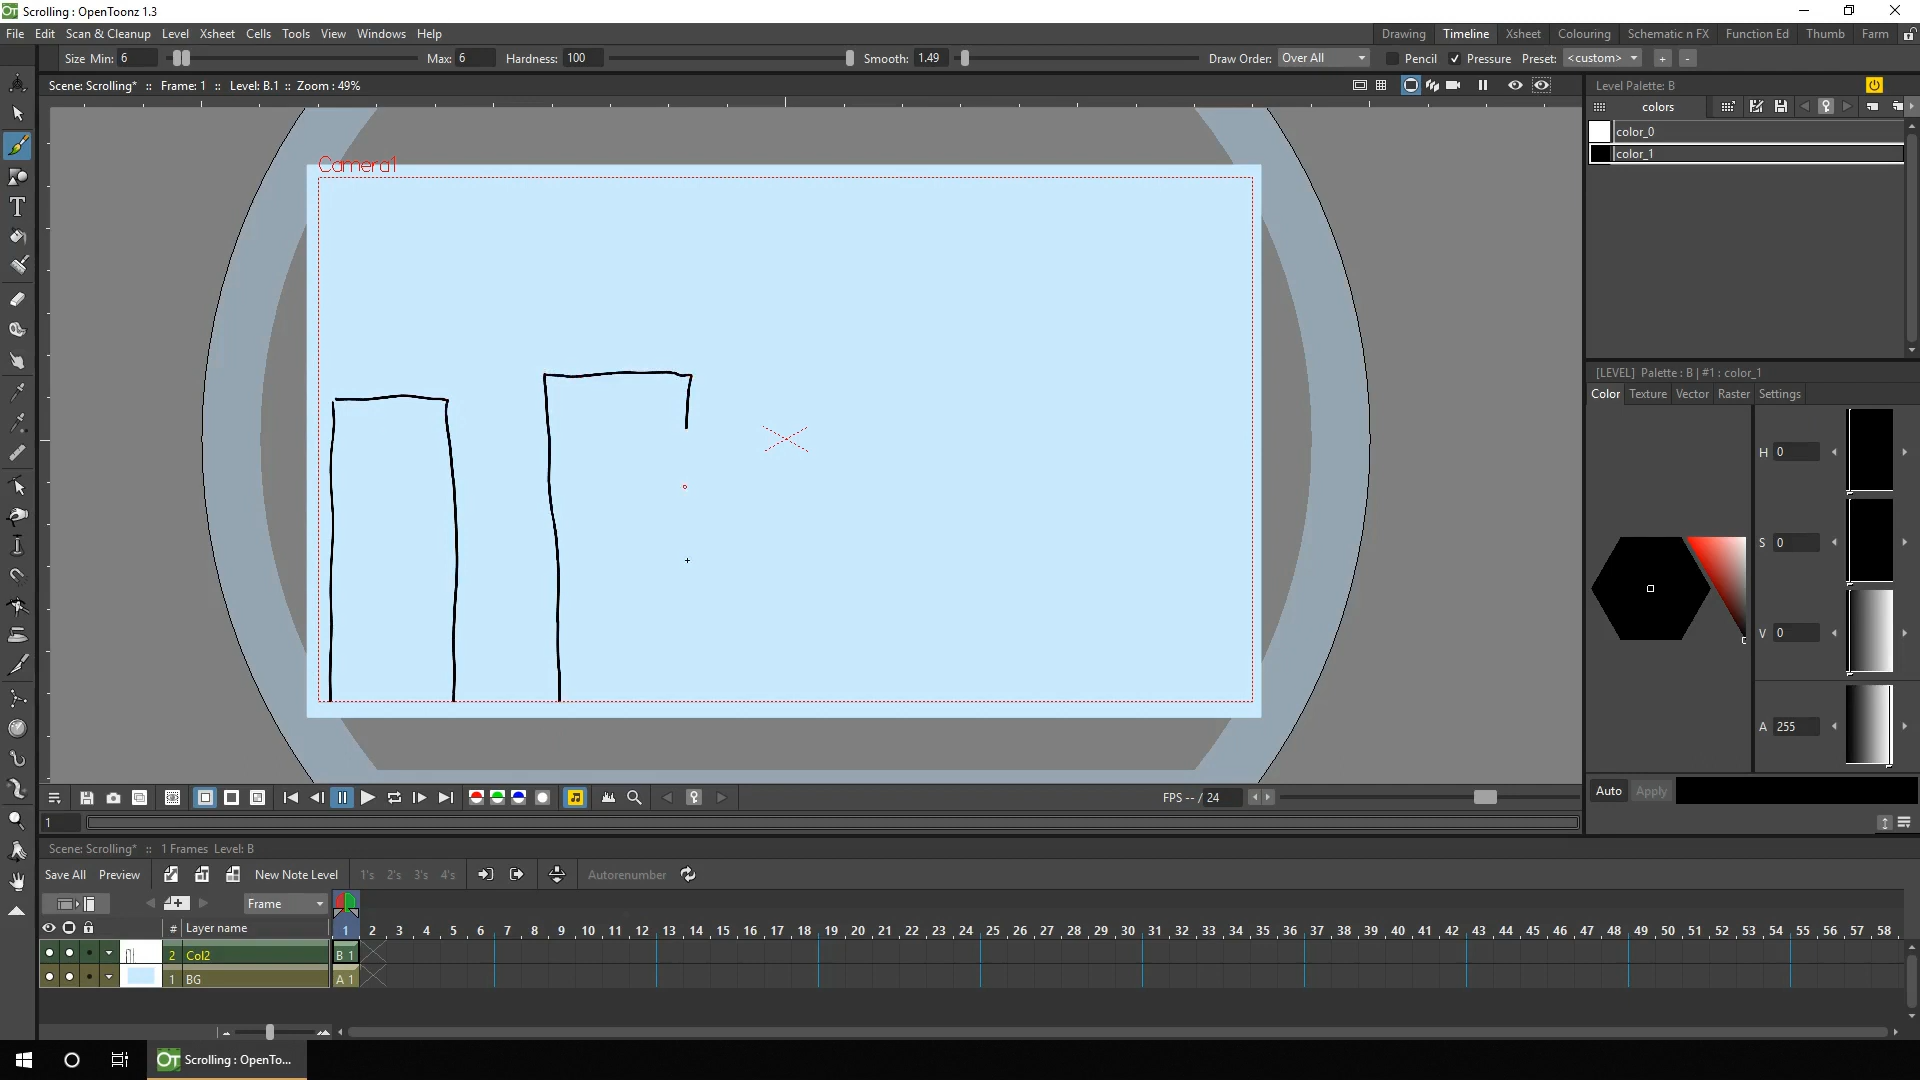 Scrolling : OpenToonz 1.3
File Edit Scan & Cleanup Level Xsheet Cells Tools View Windows Help
Drawing Timeline Xsheet Colouring Schematic n FX Function Ed Thumb Farm
Size Min: 6 Max: 6 Hardness: 100 Smooth: 1.49 Draw Order: Over All Pencil Pressure Preset: <custom> + -
Scene: Scrolling* :: Frame: 1 :: Level: B.1 :: Zoom : 49%
Level Palette: B
colors
color_0
color_1
Camera1
[LEVEL] Palette : B | #1 : color_1
Color Texture Vector Raster Settings
H 0
S 0
V 0
A 255
Auto Apply
FPS -- / 24
1
Scene: Scrolling* :: 1 Frames Level: B
Save All Preview New Note Level 1's 2's 3's 4's Autorenumber
Frame
# Layer name 1 2 3 4 5 6 7 8 9 10 11 12 13 14 15 16 17 18 19 20 21 22 23 24 25 26 27 28 29 30 31 32 33 34 35 36 37 38 39 40 41 42 43 44 45 46 47 48 49 50 51 52 53 54 55 56 57 58
2 Col2 B 1
1 BG A 1
OT Scrolling : OpenTo...